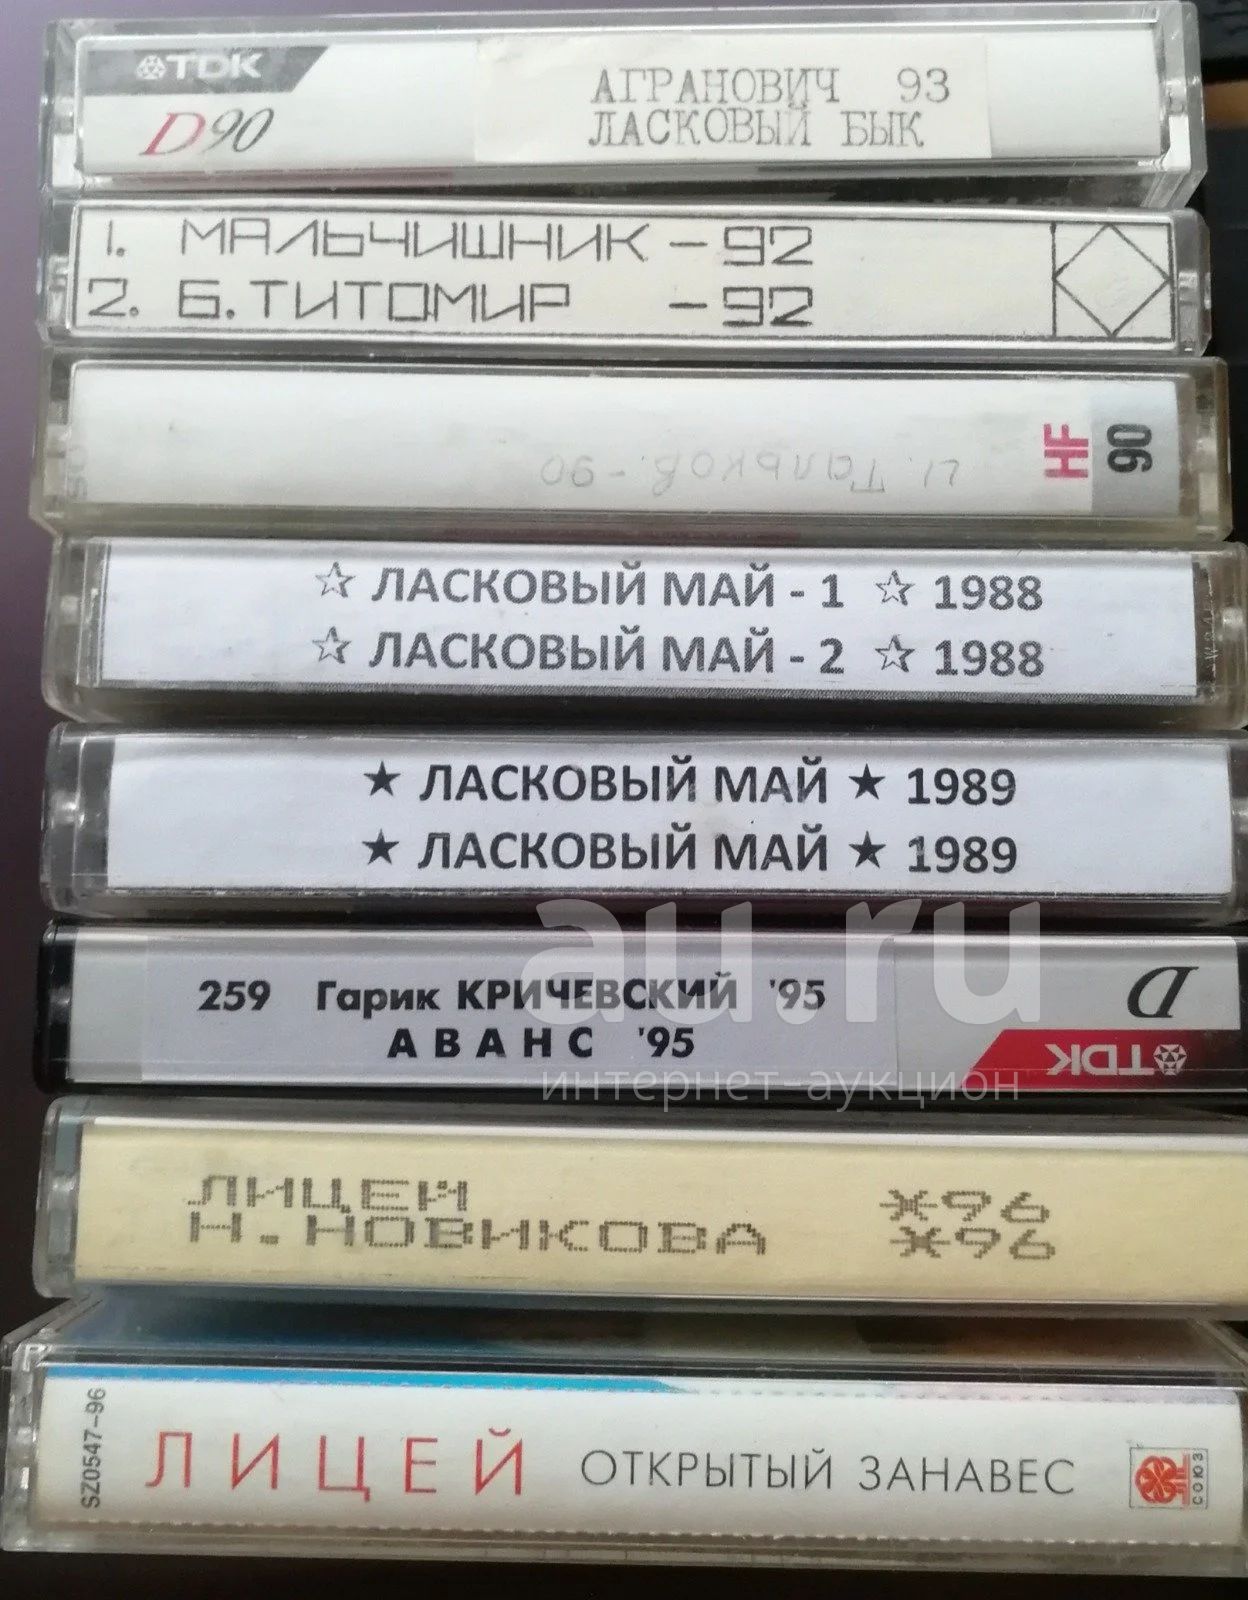 TDK
D90
АГРАНОВИЧ 93
ЛАСКОВЫЙ БЫК
1. МАЛЬЧИШНИК - 92
2. Б. ТИТОМИР - 92
И. Тальков. - 90
HF 90
☆ ЛАСКОВЫЙ МАЙ - 1 ☆ 1988
☆ ЛАСКОВЫЙ МАЙ - 2 ☆ 1988
★ ЛАСКОВЫЙ МАЙ ★ 1989
★ ЛАСКОВЫЙ МАЙ ★ 1989
au.ru
259 Гарик КРИЧЕВСКИЙ '95
АВАНС '95
D
TDK
интернет-аукцион
ЛИЦЕЙ *96
Н.НОВИКОВА *96
SZ0547-96
ЛИЦЕЙ ОТКРЫТЫЙ ЗАНАВЕС
СОЮЗ